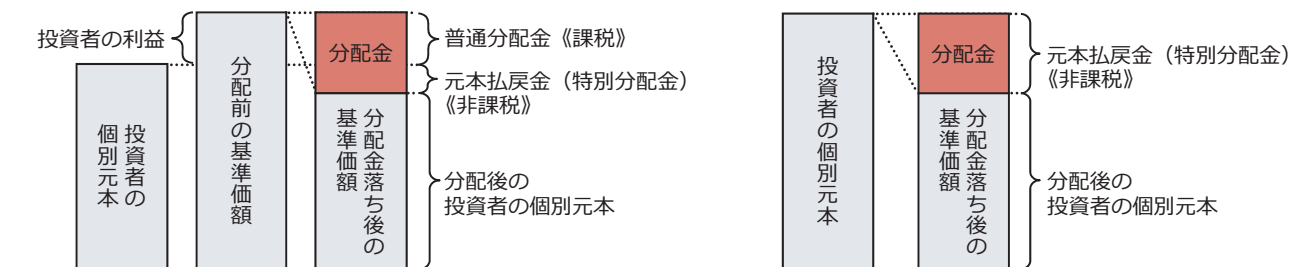 投資者の利益
投資者の
個別元本
分配前の基準価額
分配金
分配金落ち後の
基準価額
普通分配金《課税》
元本払戻金（特別分配金）
《非課税》
分配後の
投資者の個別元本
投資者の個別元本
分配金
分配金落ち後の
基準価額
元本払戻金（特別分配金）
《非課税》
分配後の
投資者の個別元本